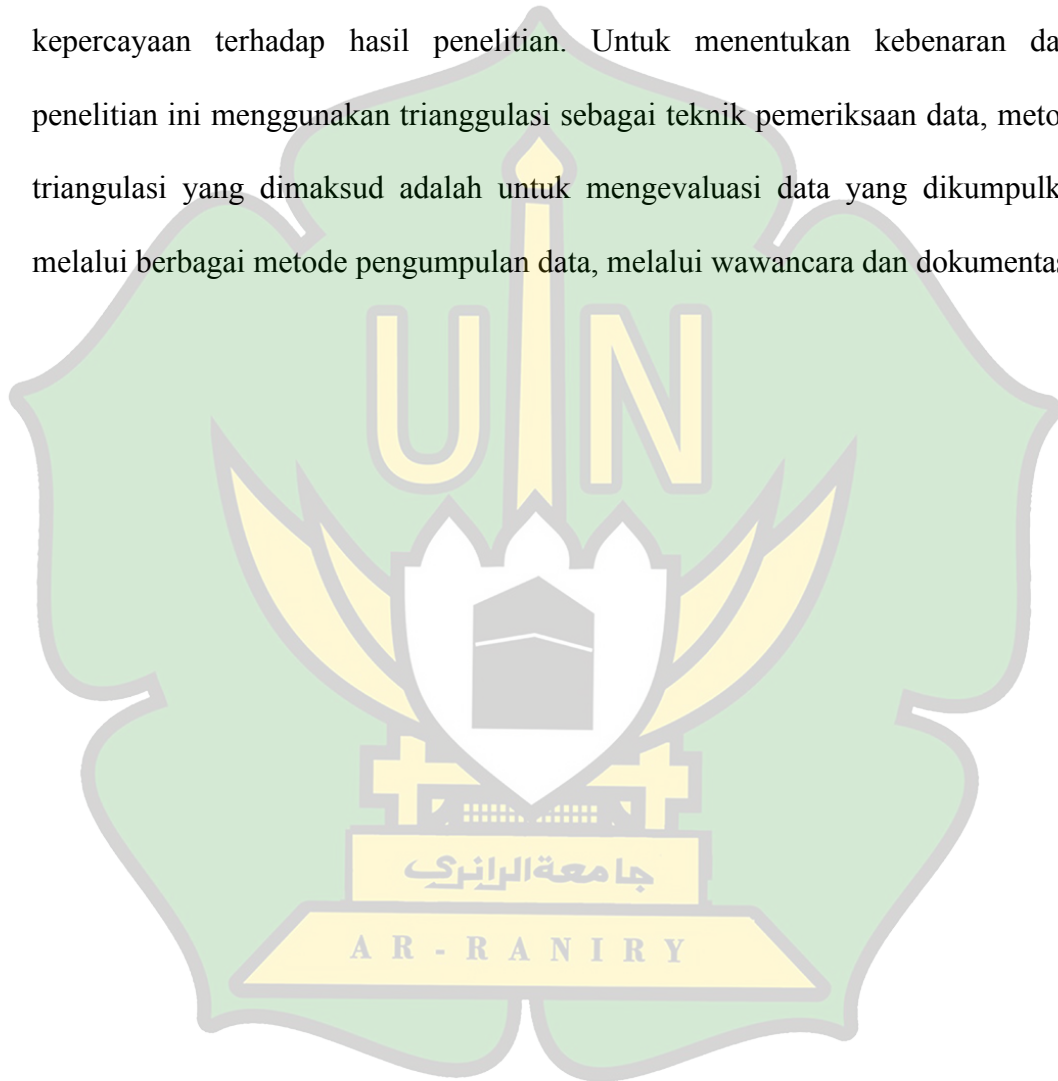 kepercayaan terhadap hasil penelitian. Untuk menentukan kebenaran da
penelitian ini menggunakan trianggulasi sebagai teknik pemeriksaan data, meto
triangulasi yang dimaksud adalah untuk mengevaluasi data yang dikumpulk
melalui berbagai metode pengumpulan data, melalui wawancara dan dokumentas
UIN
جامعة الرانري
AR-RANIRY